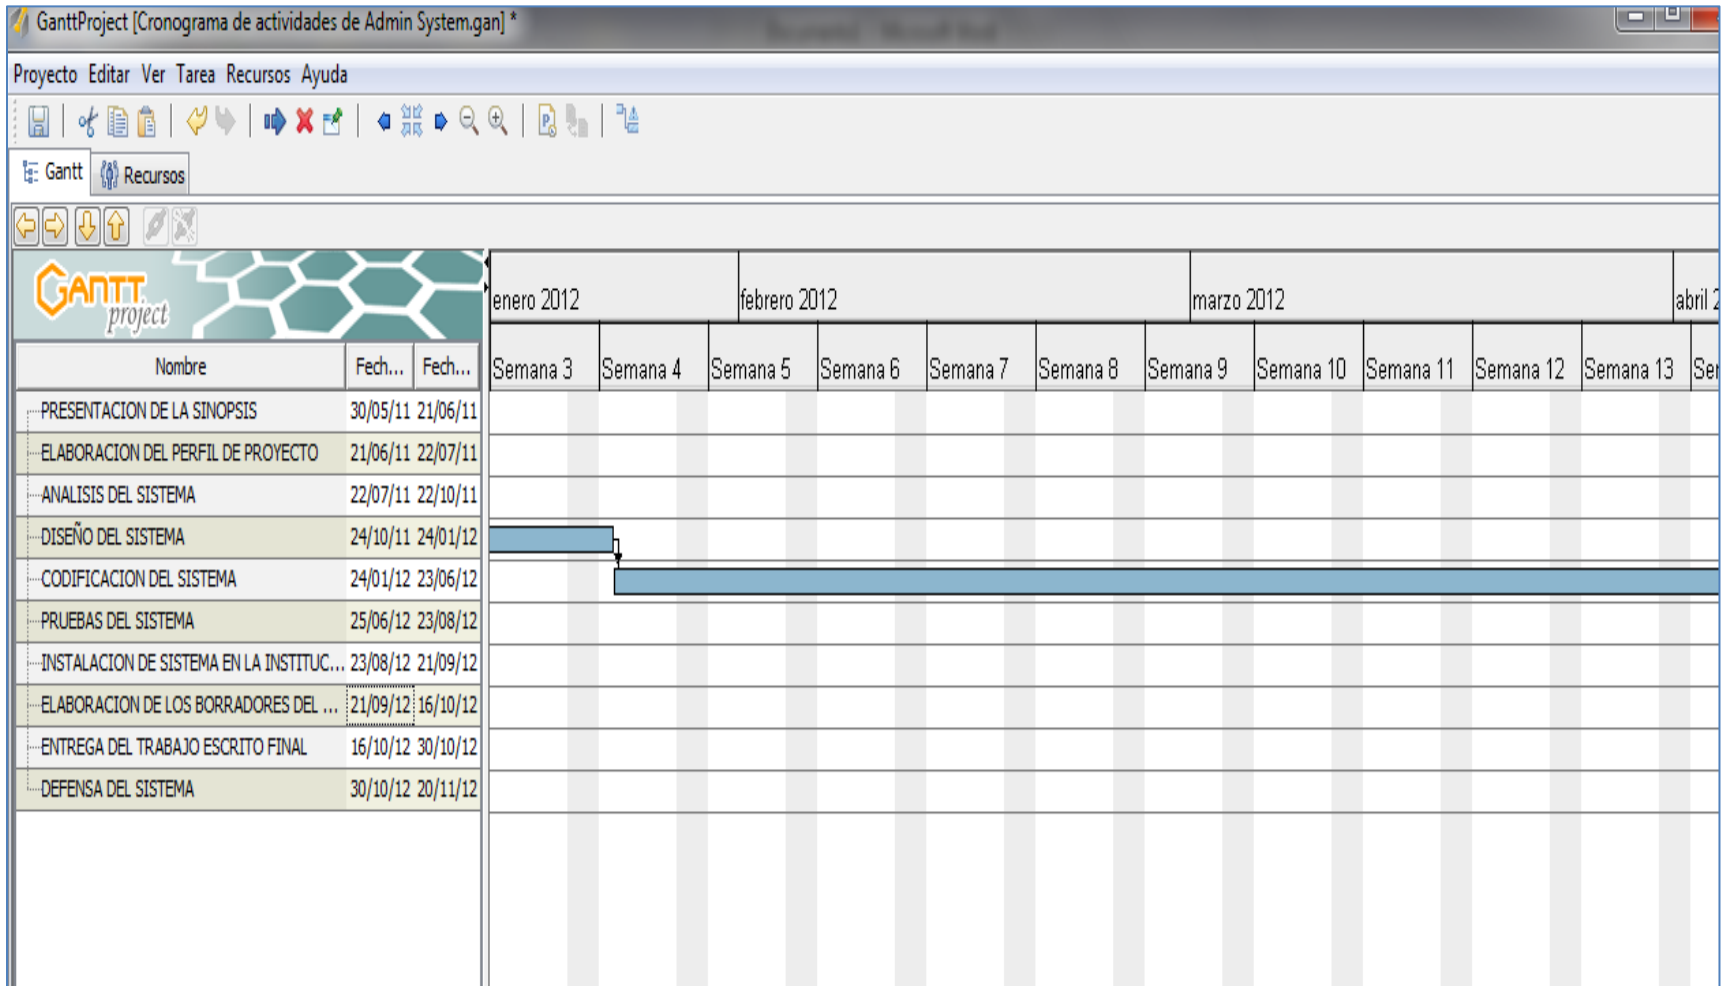 GanttProject [Cronograma de actividades de Admin System.gan] *
Proyecto Editar Ver Tarea Recursos Ayuda
Gantt Recursos
GANTT
project
enero 2012 febrero 2012 marzo 2012 abril
Nombre Fech... Fech... Semana 3 Semana 4 Semana 5 Semana 6 Semana 7 Semana 8 Semana 9 Semana 10 Semana 11 Semana 12 Semana 13
PRESENTACION DE LA SINOPSIS 30/05/11 21/06/11
ELABORACION DEL PERFIL DE PROYECTO 21/06/11 22/07/11
ANALISIS DEL SISTEMA 22/07/11 22/10/11
DISEÑO DEL SISTEMA 24/10/11 24/01/12
CODIFICACION DEL SISTEMA 24/01/12 23/06/12
PRUEBAS DEL SISTEMA 25/06/12 23/08/12
INSTALACION DE SISTEMA EN LA INSTITUC... 23/08/12 21/09/12
ELABORACION DE LOS BORRADORES DEL ... 21/09/12 16/10/12
ENTREGA DEL TRABAJO ESCRITO FINAL 16/10/12 30/10/12
DEFENSA DEL SISTEMA 30/10/12 20/11/12